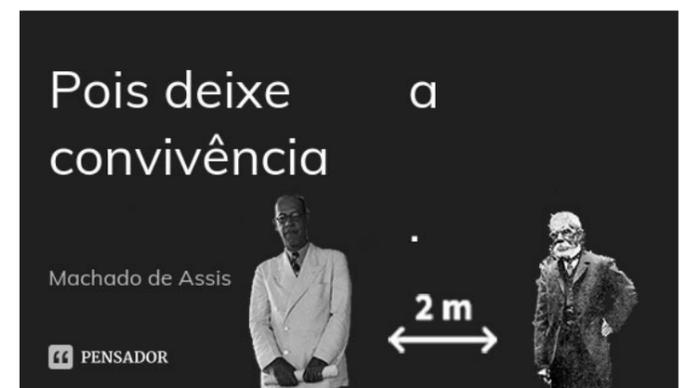 Pois deixe a
convivência
.
Machado de Assis
2 m
PENSADOR